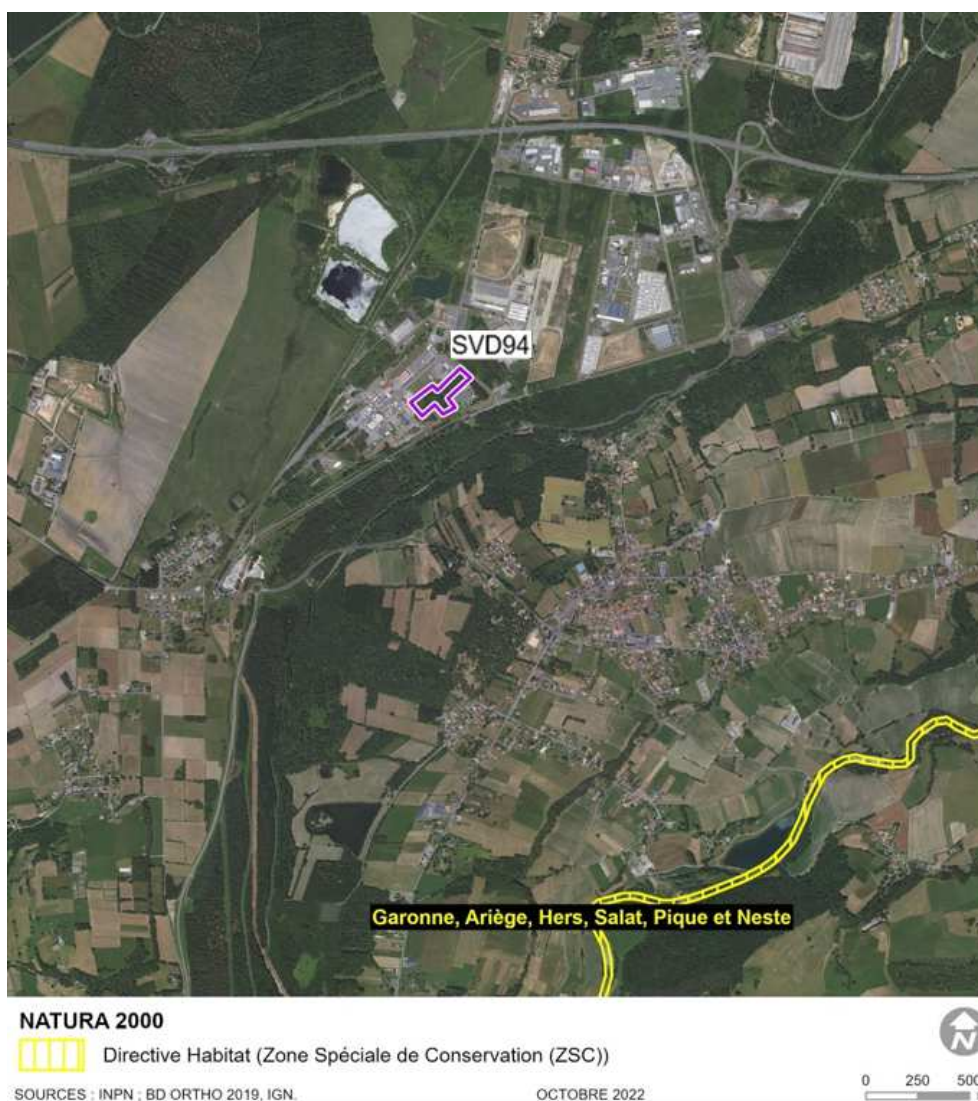 SVD94
Garonne, Ariège, Hers, Salat, Pique et Neste
NATURA 2000
Directive Habitat (Zone Spéciale de Conservation (ZSC))
N
SOURCES : INPN ; BD ORTHO 2019, IGN.
OCTOBRE 2022
0 250 500